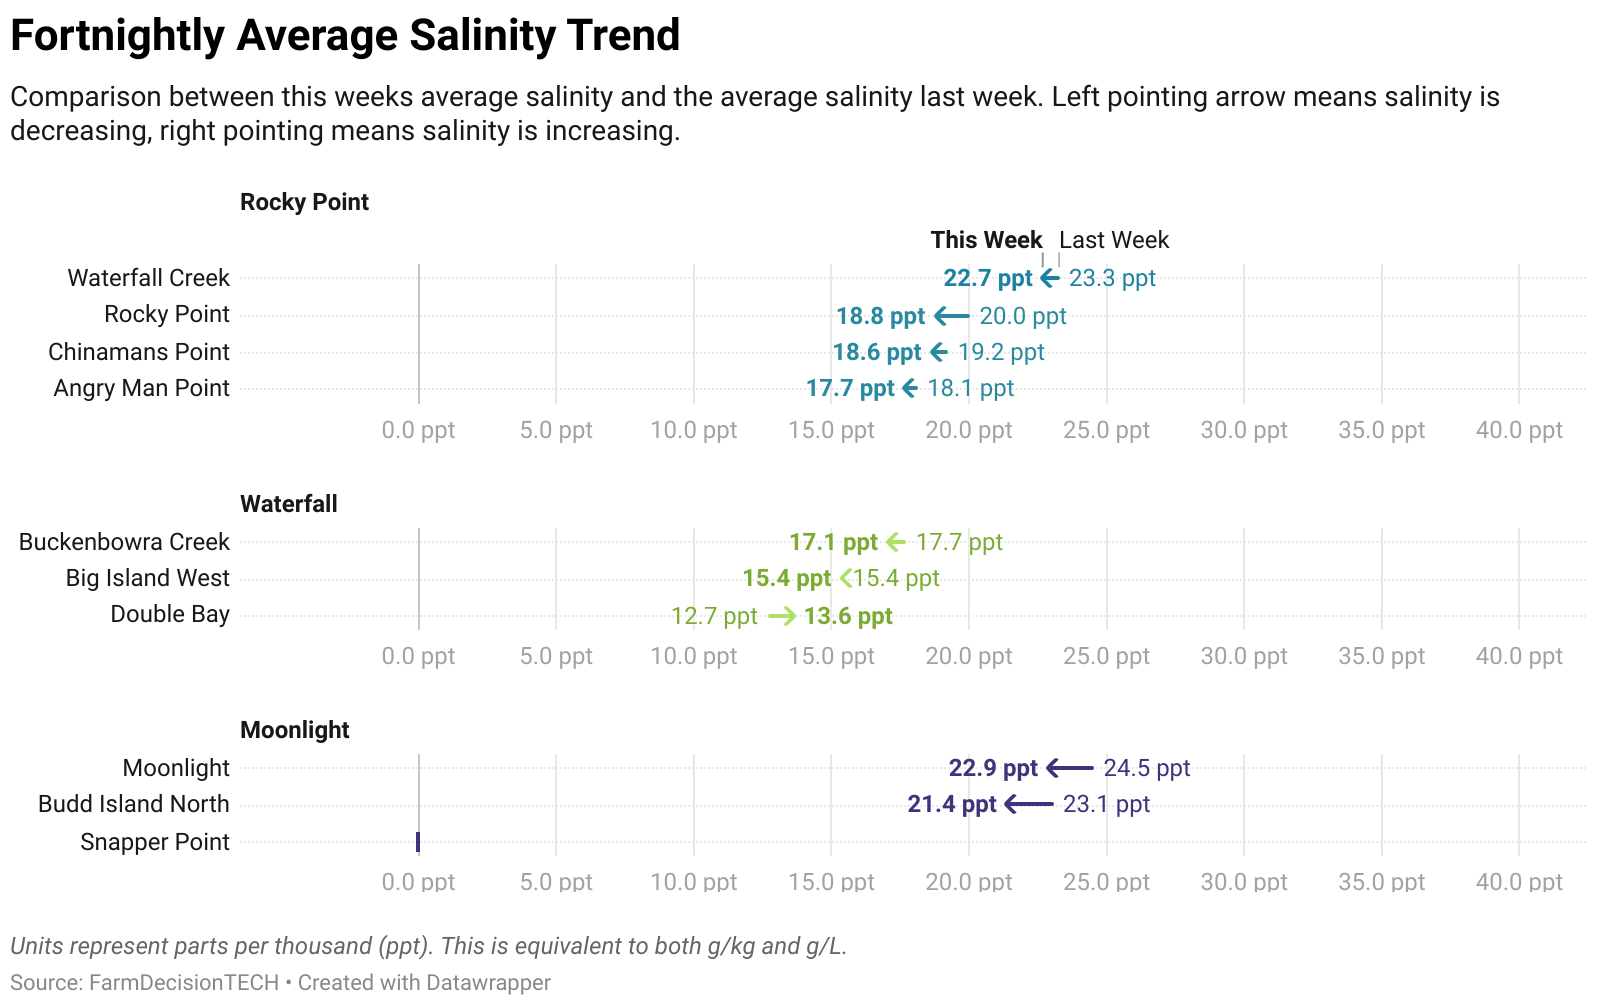 Fortnightly Average Salinity Trend
Comparison between this weeks average salinity and the average salinity last week. Left pointing arrow means salinity is
decreasing, right pointing means salinity is increasing.
Rocky Point
This Week Last Week
Waterfall Creek 22.7 ppt 23.3 ppt
Rocky Point 18.8 ppt 20.0 ppt
Chinamans Point 18.6 ppt 19.2 ppt
Angry Man Point 17.7 ppt 18.1 ppt
0.0 ppt 5.0 ppt 10.0 ppt 15.0 ppt 20.0 ppt 25.0 ppt 30.0 ppt 35.0 ppt 40.0 ppt
Waterfall
Buckenbowra Creek 17.1 ppt 17.7 ppt
Big Island West 15.4 ppt 15.4 ppt
Double Bay 12.7 ppt 13.6 ppt
0.0 ppt 5.0 ppt 10.0 ppt 15.0 ppt 20.0 ppt 25.0 ppt 30.0 ppt 35.0 ppt 40.0 ppt
Moonlight
Moonlight 22.9 ppt 24.5 ppt
Budd Island North 21.4 ppt 23.1 ppt
Snapper Point
0.0 ppt 5.0 ppt 10.0 ppt 15.0 ppt 20.0 ppt 25.0 ppt 30.0 ppt 35.0 ppt 40.0 ppt
Units represent parts per thousand (ppt). This is equivalent to both g/kg and g/L.
Source: FarmDecisionTECH • Created with Datawrapper